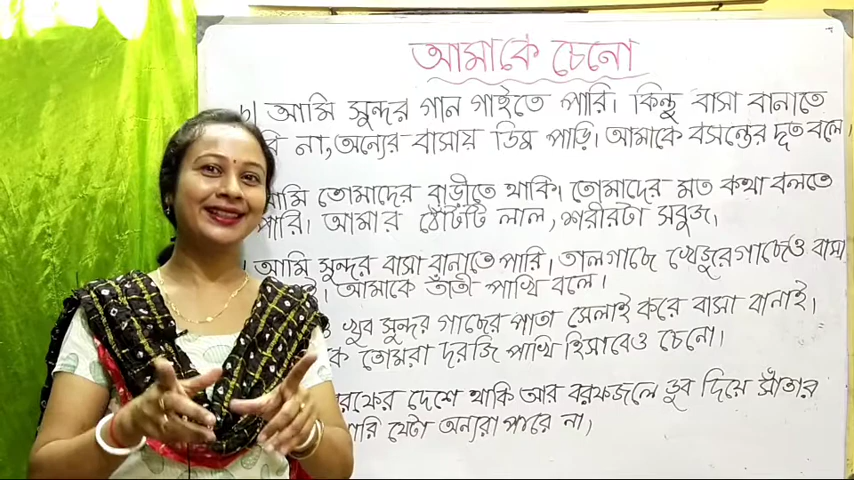 আমাকে চেনো
১। আমি সুন্দর গান গাইতে পারি। কিন্তু বাসা বানাতে
না, অন্যের বাসায় ডিম পাড়ি। আমাকে বসন্তের দূত বলে।
আমি তোমাদের বাড়ীতে থাকি। তোমাদের মত কথা বলতে
পারি। আমার ঠোঁটটি লাল, শরীরটা সবুজ।
আমি সুন্দর বাসা বানাতে পারি। তালগাছে খেজুরগাছেও বাসা
আমাকে তাঁতী পাখি বলে।
খুব সুন্দর গাছের পাতা সেলাই করে বাসা বানাই।
তোমরা দরজি পাখি হিসাবেও চেনো।
দেশে থাকি আর বরফজলে ডুব দিয়ে সাঁতার
পারি যেটা অন্যরা পারে না।